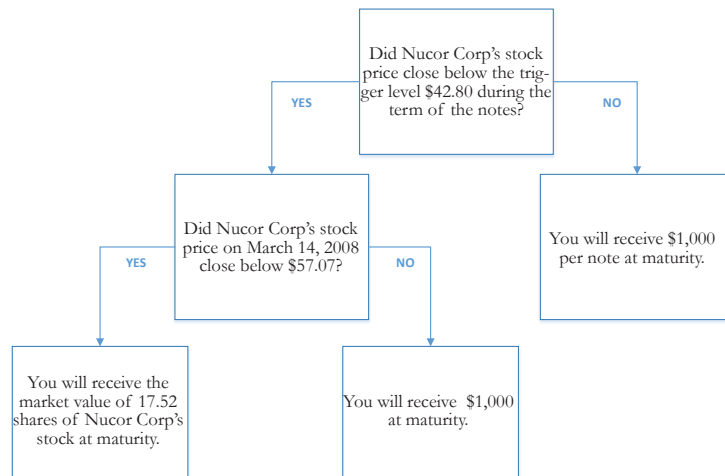 Did Nucor Corp's stock
price close below the trig-
ger level $42.80 during the
term of the notes?
YES
NO
Did Nucor Corp's stock
price on March 14, 2008
close below $57.07?
You will receive $1,000
per note at maturity.
YES
NO
You will receive the
market value of 17.52
shares of Nucor Corp's
stock at maturity.
You will receive $1,000
at maturity.